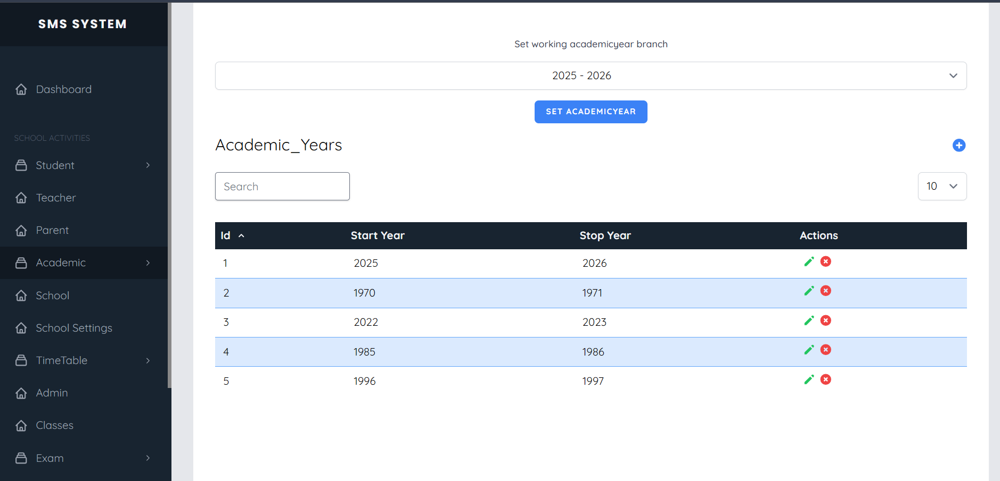 SMS SYSTEM
Dashboard
SCHOOL ACTIVITIES
Student
Teacher
Parent
Academic
School
School Settings
TimeTable
Admin
Classes
Exam
Set working academicyear branch
2025 - 2026
SET ACADEMICYEAR
Academic_Years
Search
10
Id Start Year Stop Year Actions
1 2025 2026
2 1970 1971
3 2022 2023
4 1985 1986
5 1996 1997